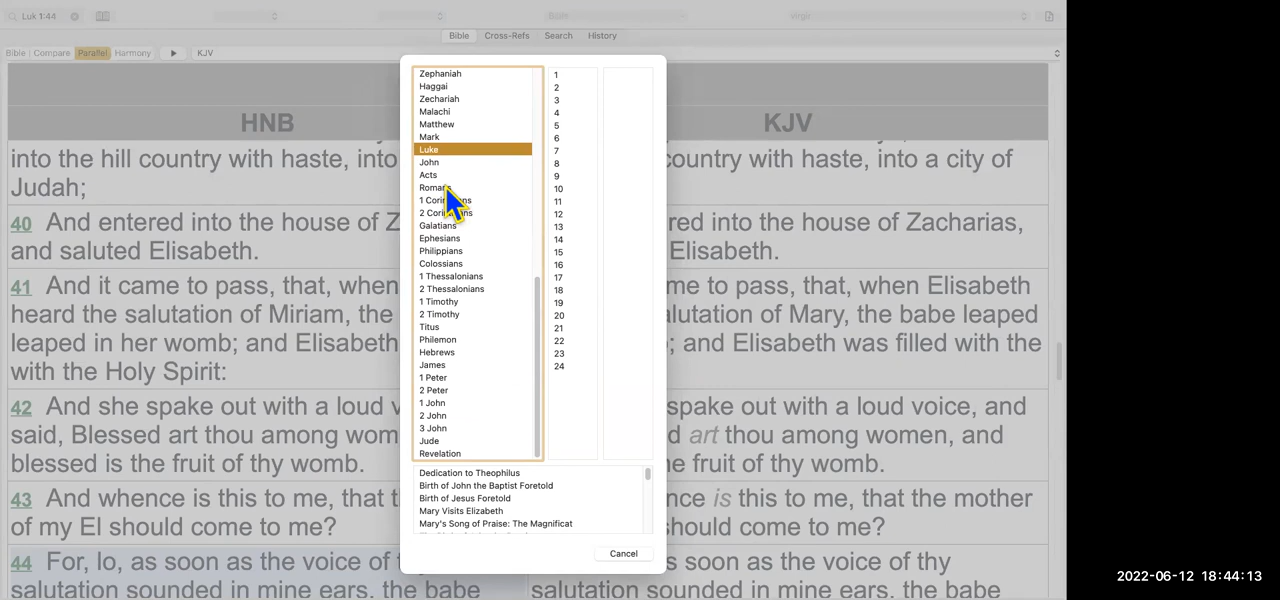 Luk 1:44
Bible Cross-Refs Search History
Bible Compare Parallel Harmony KJV
HNB KJV
into the hill country with haste, into
Judah;
40 And entered into the house of Z
and saluted Elisabeth.
41 And it came to pass, that, when
heard the salutation of Miriam, the
leaped in her womb; and Elisabeth
with the Holy Spirit:
42 And she spake out with a loud v
said, Blessed art thou among wom
blessed is the fruit of thy womb.
43 And whence is this to me, that t
of my El should come to me?
44 For, lo, as soon as the voice of t
salutation sounded in mine ears, the babe
Zephaniah
Haggai
Zechariah
Malachi
Matthew
Mark
Luke
John
Acts
Romans
1 Corinthians
2 Corinthians
Galatians
Ephesians
Philippians
Colossians
1 Thessalonians
2 Thessalonians
1 Timothy
2 Timothy
Titus
Philemon
Hebrews
James
1 Peter
2 Peter
1 John
2 John
3 John
Jude
Revelation
1
2
3
4
5
6
7
8
9
10
11
12
13
14
15
16
17
18
19
20
21
22
23
24
Dedication to Theophilus
Birth of John the Baptist Foretold
Birth of Jesus Foretold
Mary Visits Elizabeth
Mary's Song of Praise: The Magnificat
Cancel
country with haste, into a city of
red into the house of Zacharias,
Elisabeth.
me to pass, that, when Elisabeth
alutation of Mary, the babe leaped
; and Elisabeth was filled with the
spake out with a loud voice, and
d art thou among women, and
e fruit of thy womb.
nce is this to me, that the mother
should come to me?
s soon as the voice of thy
salutation sounded in mine ears, the babe
2022-06-12 18:44:13